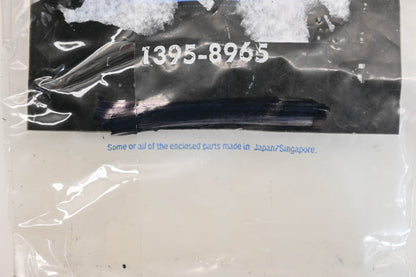 1395-8965
Some or all of the enclosed parts made in Japan/Singapore.